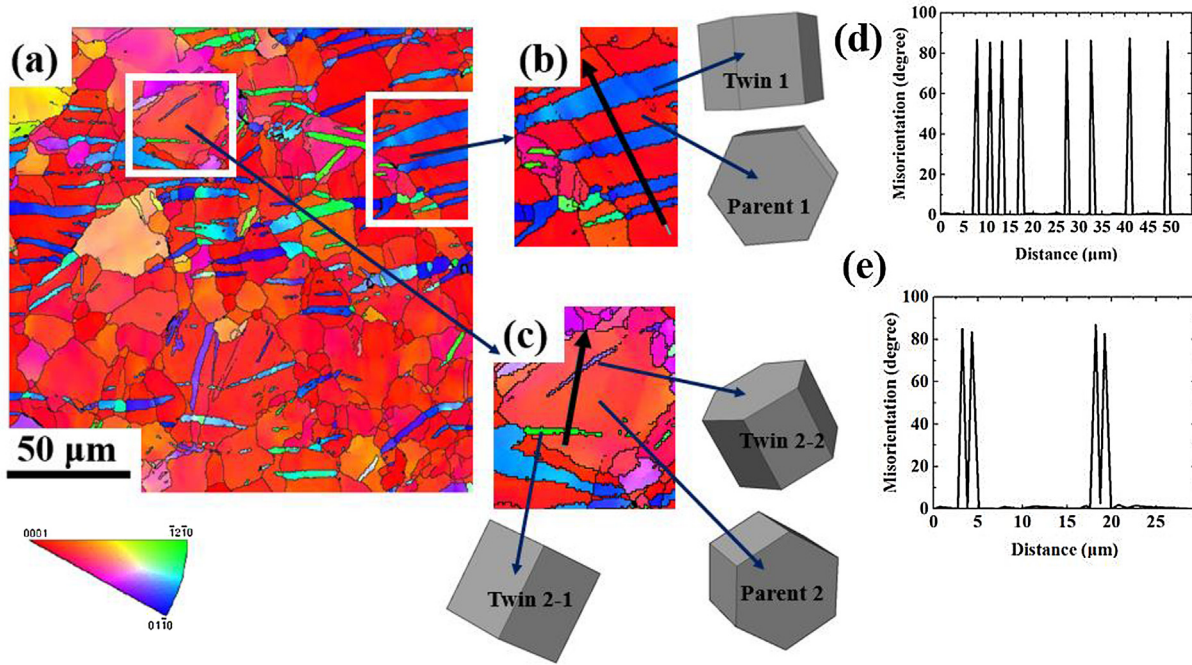 (a)
50 µm
0001
1̄21̄0
011̄0
(b)
Twin 1
Parent 1
(c)
Twin 2-2
Twin 2-1
Parent 2
(d)
Misorientation (degree)
100
80
60
40
20
0
0 5 10 15 20 25 30 35 40 45 50
Distance (µm)
(e)
Misorientation (degree)
100
80
60
40
20
0
0 5 10 15 20 25
Distance (µm)